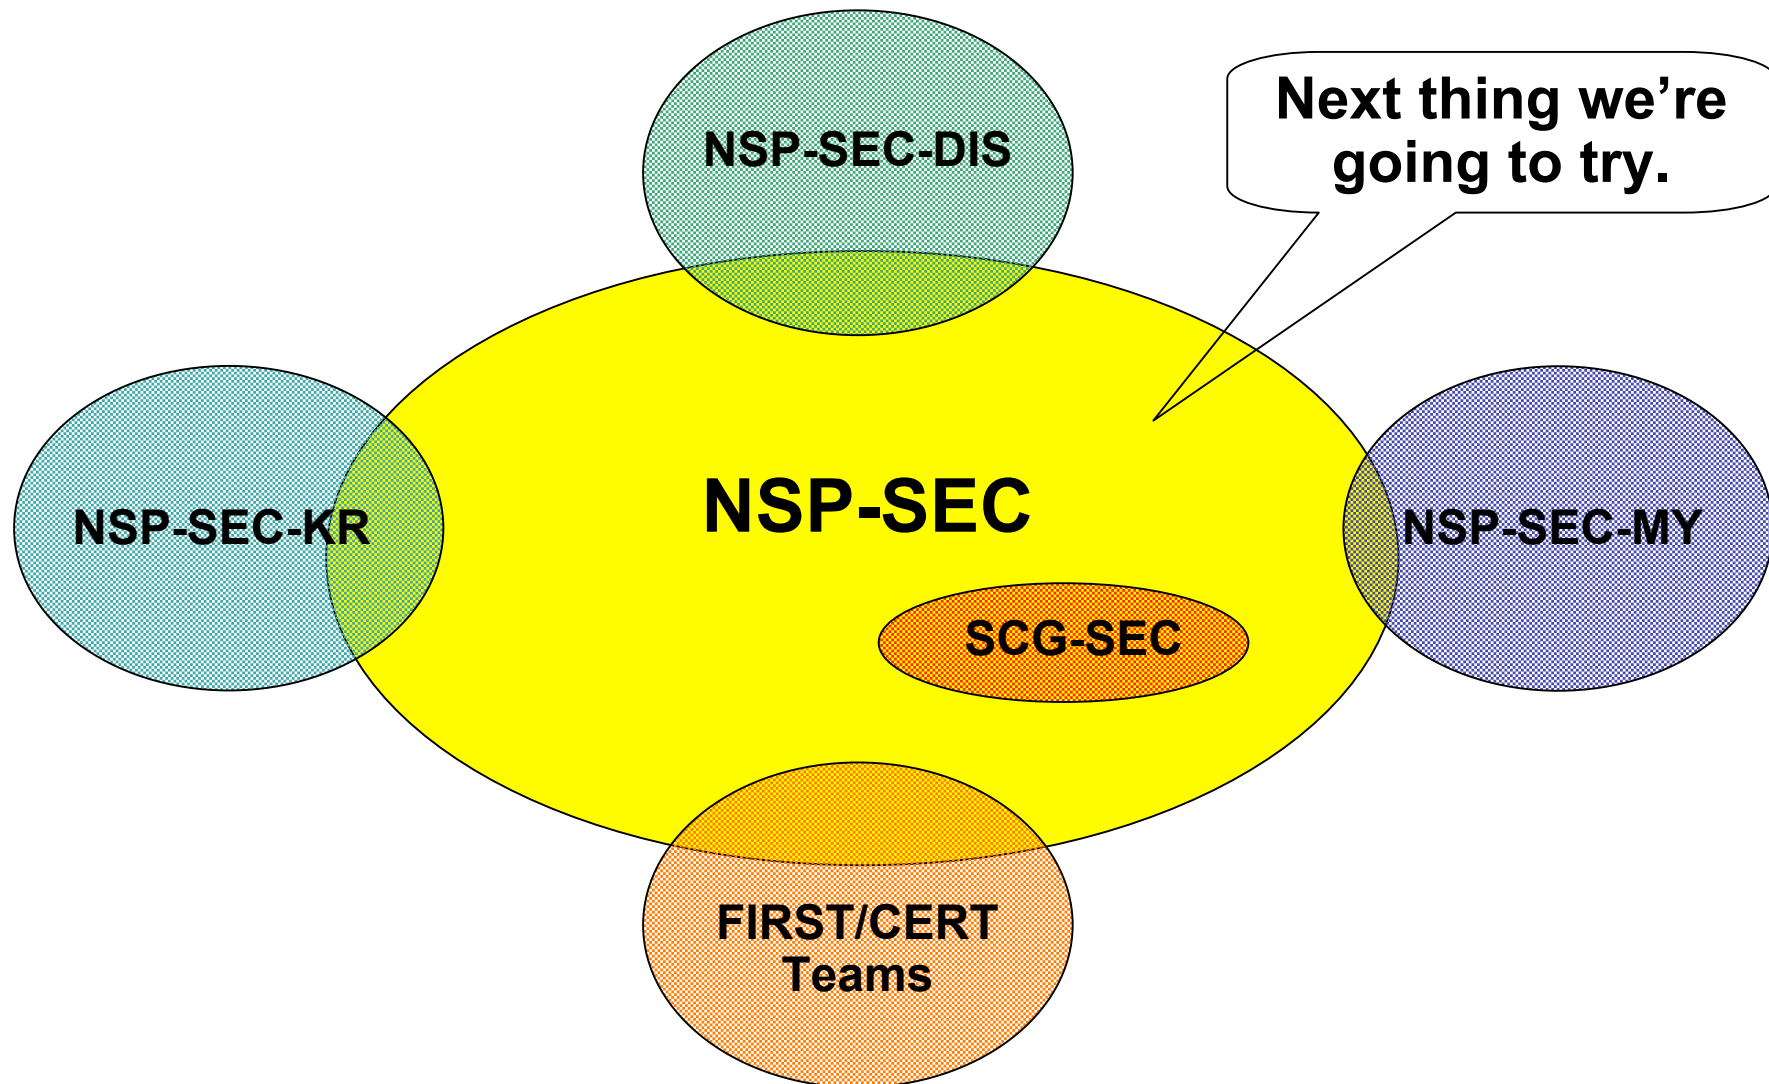 NSP-SEC-DIS
Next thing we’re
going to try.
NSP-SEC-KR
NSP-SEC
NSP-SEC-MY
SCG-SEC
FIRST/CERT
Teams